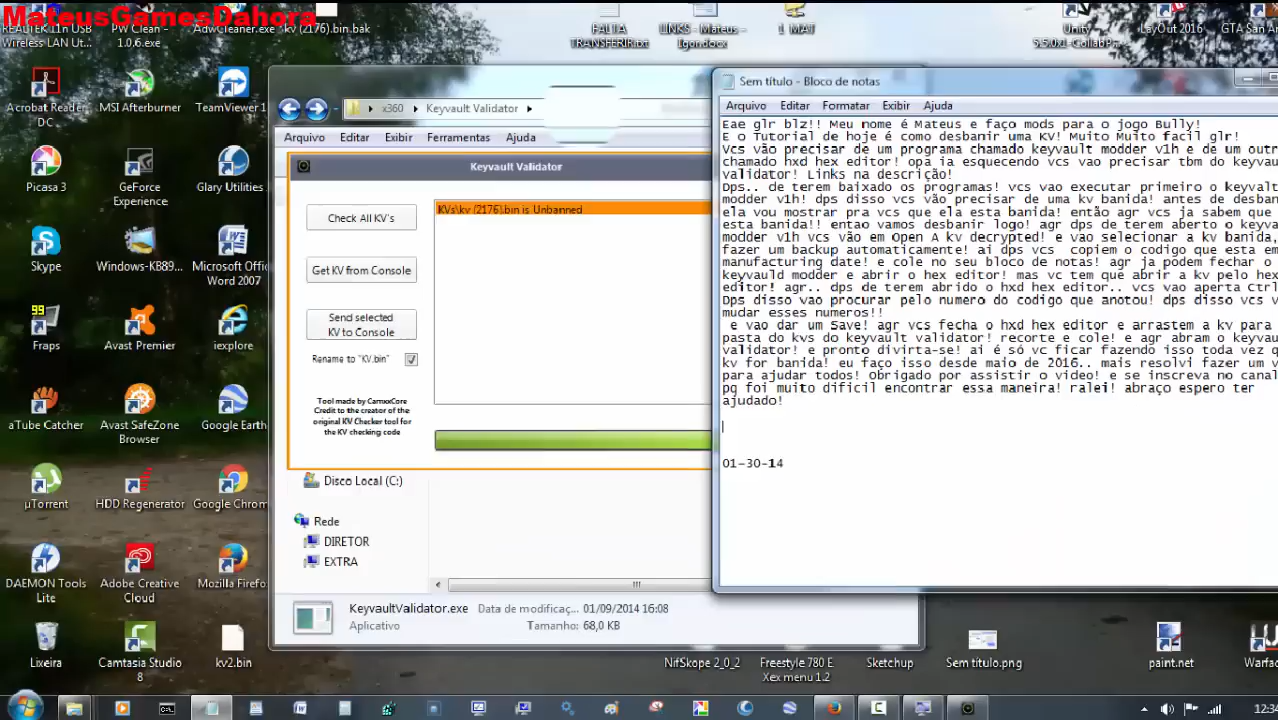 MateusGamesDahora
REALTEK 11n USB
Wireless LAN Ut...
PW Clean -
1.0.6.exe
AdwCleaner.exe
kv (2176).bin.bak
FALTA
TRANSFERIR.txt
LINKS - Mateus -
Igon.docx
1 MAT
Unity
5.5.0x1-CollabPr...
LayOut 2016
GTA San An
Acrobat Reader
DC
MSI Afterburner
TeamViewer 1
Picasa 3
GeForce
Experience
Glary Utilities
Skype
Windows-KB89...
Microsoft Offi
Word 2007
Fraps
Avast Premier
iexplore
aTube Catcher
Avast SafeZone
Browser
Google Earth
µTorrent
HDD Regenerator
Google Chrom
DAEMON Tools
Lite
Adobe Creative
Cloud
Mozilla Firefo
Lixeira
Camtasia Studio
8
kv2.bin
x360
Keyvault Validator
Arquivo Editar Exibir Ferramentas Ajuda
Keyvault Validator
Check All KV's
Get KV from Console
Send selected
KV to Console
Rename to "KV.bin"
Tool made by CarnxxCore
Credit to the creator of the
original KV Checker tool for
the KV checking code
KVs\kv (2176).bin is Unbanned
Disco Local (C:)
Rede
DIRETOR
EXTRA
KeyvaultValidator.exe Data de modificaç... 01/09/2014 16:08
Aplicativo Tamanho: 68,0 KB
Sem título - Bloco de notas
Arquivo Editar Formatar Exibir Ajuda
Eae glr blz!! Meu nome é Mateus e faço mods para o jogo Bully!
E o Tutorial de hoje é como desbanir uma KV! Muito Muito facil glr!
Vcs vão precisar de um programa chamado keyvault modder v1h e de um outr
chamado hxd hex editor! opa ja esquecendo vcs vao precisar tbm do keyvau
validator! Links na descrição!
Dps.. de terem baixado os programas! vcs vao executar primeiro o keyvalt
modder v1h! dps disso vcs vão precisar de uma kv banida! antes de desban
ela vou mostrar pra vcs que ela esta banida! então agr vcs ja sabem que
esta banida!! entao vamos desbanir logo! agr dps de terem aberto o keyva
modder v1h vcs vão em Open A kv decrypted! e vao selecionar a kv banida,
fazer um backup automaticamente! ai dps vcs  copiem o codigo que esta em
manufacturing date! e cole no seu bloco de notas! agr ja podem fechar o
keyvauld modder e abrir o hex editor! mas vc tem que abrir a kv pelo hex
editor! agr.. dps de terem abrido o hxd hex editor.. vcs vao aperta Ctrl
Dps disso vao procurar pelo numero do codigo que anotou! dps disso vcs v
mudar esses numeros!!
e vao dar um Save! agr vcs fecha o hxd hex editor e arrastem a kv para
pasta do kvs do keyvault validator! recorte e cole! e agr abram o keyvau
validator! e pronto divirta-se! ai é só vc ficar fazendo isso toda vez q
kv for banida! eu faço isso desde maio de 2016.. mais resolvi fazer um v
para ajudar todos! Obrigado por assistir o video! e se inscreva no canal
pq foi muito dificil encontrar essa maneira! ralei! abraço espero ter
ajudado!
01-30-14
NifSkope 2_0_2
Freestyle 780 E
Xex menu 1.2
Sketchup
Sem título.png
paint.net
Warfac
12:34